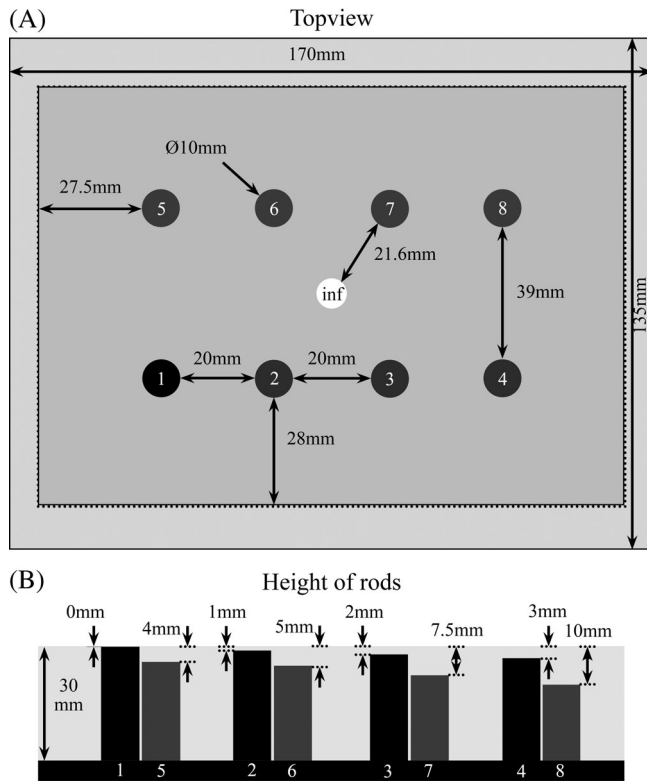 (A)
Topview
170mm
Ø10mm
27.5mm
5
6
7
8
21.6mm
inf
39mm
135mm
20mm
20mm
1
2
3
4
28mm
(B)
Height of rods
0mm
1mm
2mm
3mm
4mm
5mm
7.5mm
10mm
30
mm
1 5 2 6 3 7 4 8